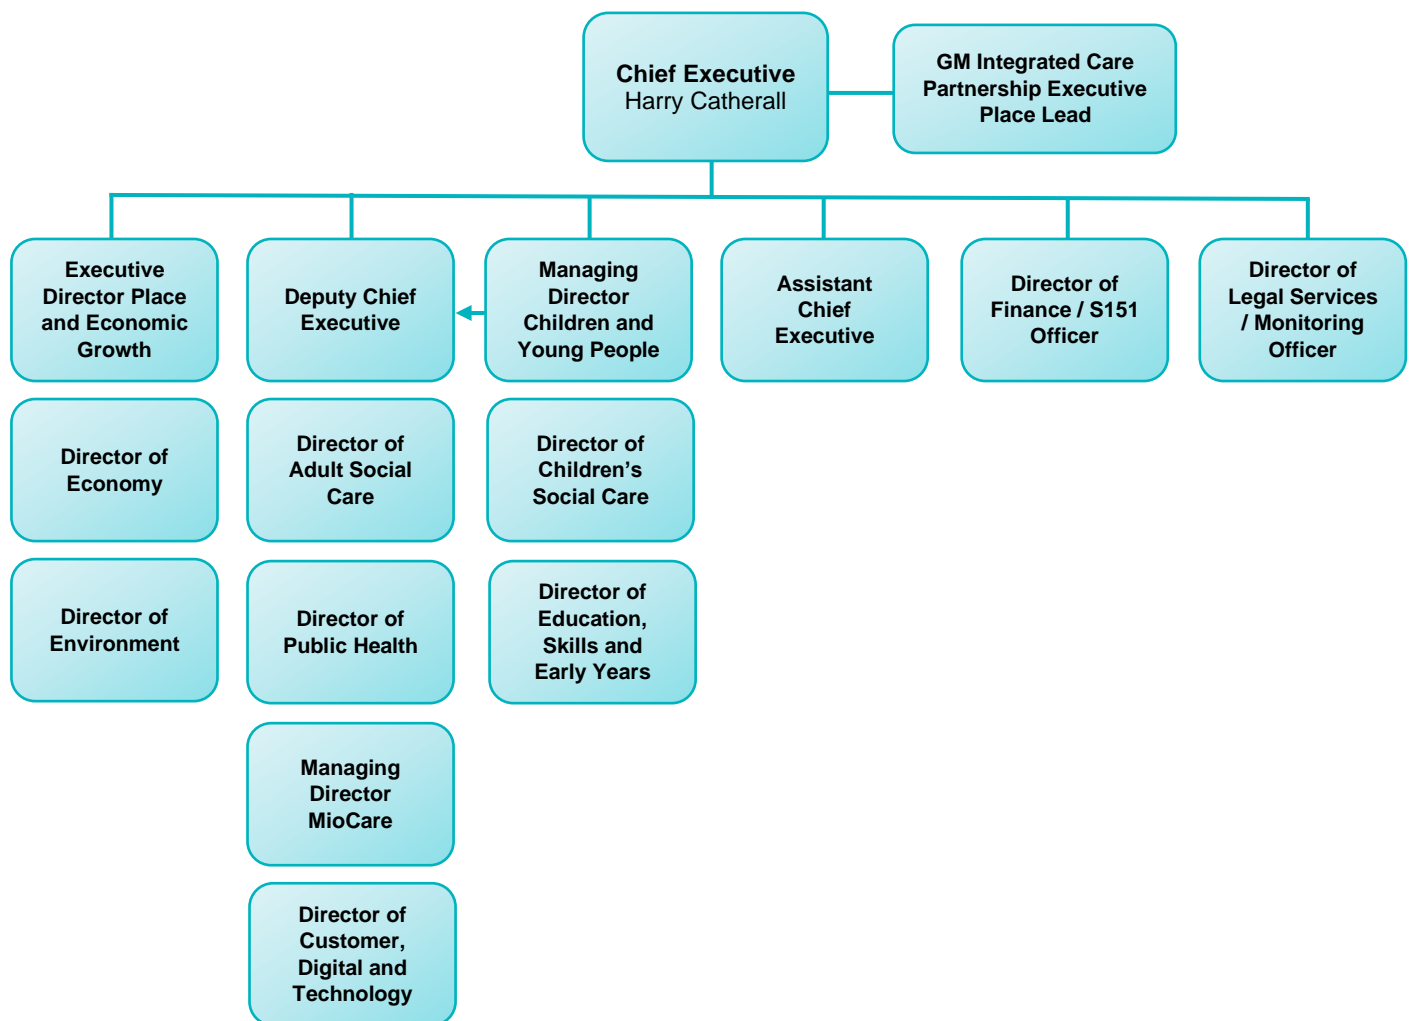 Chief Executive
Harry Catherall
GM Integrated Care
Partnership Executive
Place Lead
Executive
Director Place
and Economic
Growth
Deputy Chief
Executive
Managing
Director
Children and
Young People
Assistant
Chief
Executive
Director of
Finance / S151
Officer
Director of
Legal Services
/ Monitoring
Officer
Director of
Economy
Director of
Adult Social
Care
Director of
Children’s
Social Care
Director of
Environment
Director of
Public Health
Director of
Education,
Skills and
Early Years
Managing
Director
MioCare
Director of
Customer,
Digital and
Technology